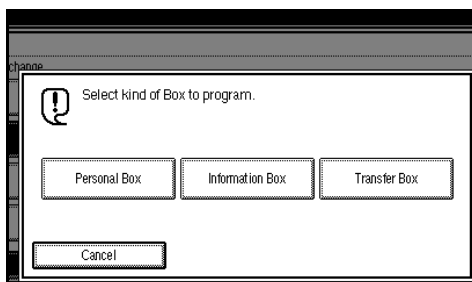 change
Select kind of Box to program.
Personal Box Information Box Transfer Box
Cancel